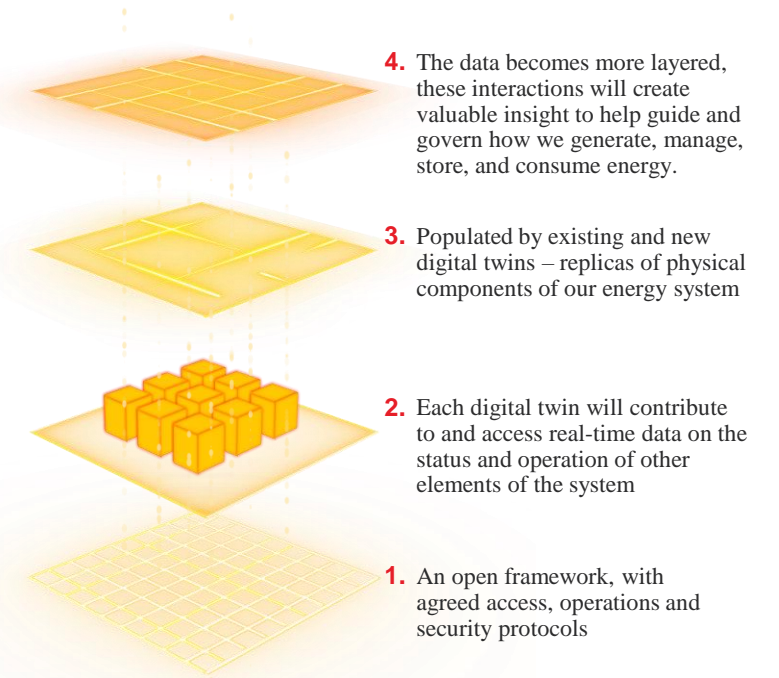 4. The data becomes more layered,
these interactions will create
valuable insight to help guide and
govern how we generate, manage,
store, and consume energy.
3. Populated by existing and new
digital twins – replicas of physical
components of our energy system
2. Each digital twin will contribute
to and access real-time data on the
status and operation of other
elements of the system
1. An open framework, with
agreed access, operations and
security protocols